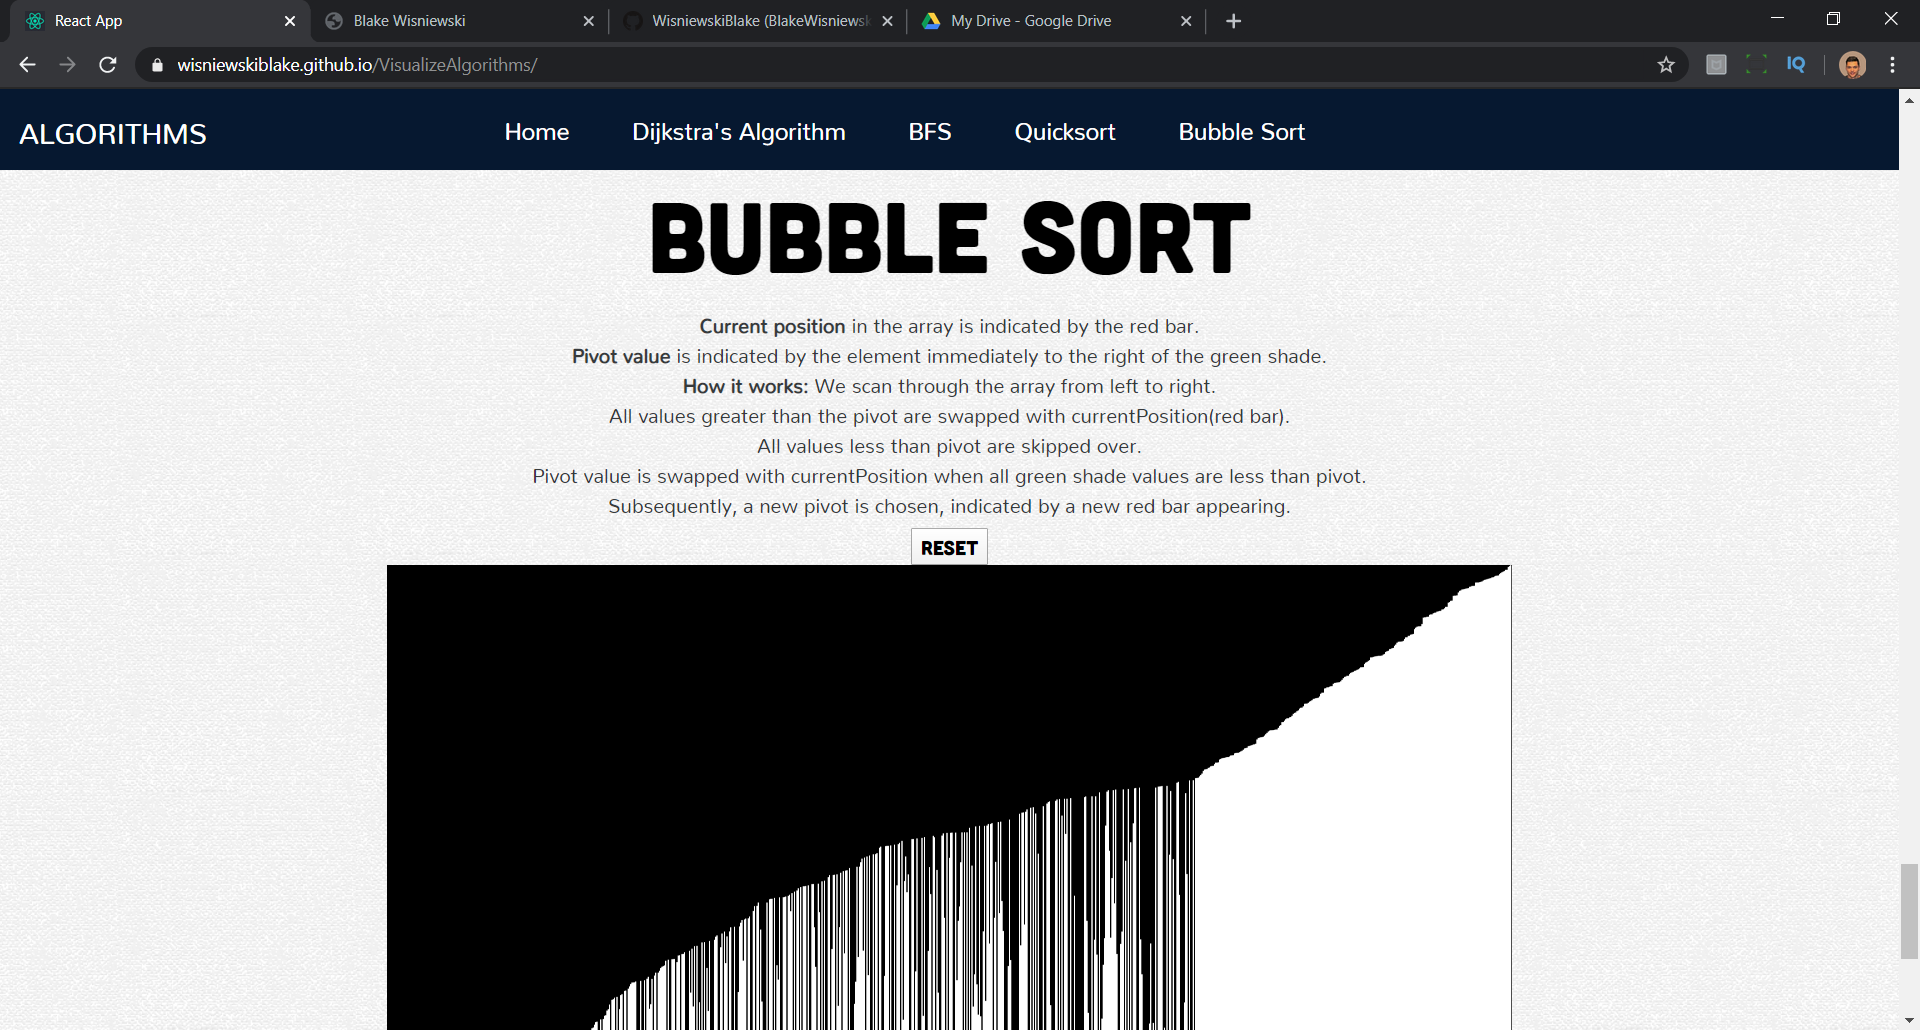 React App
Blake Wisniewski
WisniewskiBlake (BlakeWisniewsk
My Drive - Google Drive
wisniewskiblake.github.io/VisualizeAlgorithms/
IQ
ALGORITHMS
Home
Dijkstra's Algorithm
BFS
Quicksort
Bubble Sort
BUBBLE SORT
Current position in the array is indicated by the red bar.
Pivot value is indicated by the element immediately to the right of the green shade.
How it works: We scan through the array from left to right.
All values greater than the pivot are swapped with currentPosition(red bar).
All values less than pivot are skipped over.
Pivot value is swapped with currentPosition when all green shade values are less than pivot.
Subsequently, a new pivot is chosen, indicated by a new red bar appearing.
RESET